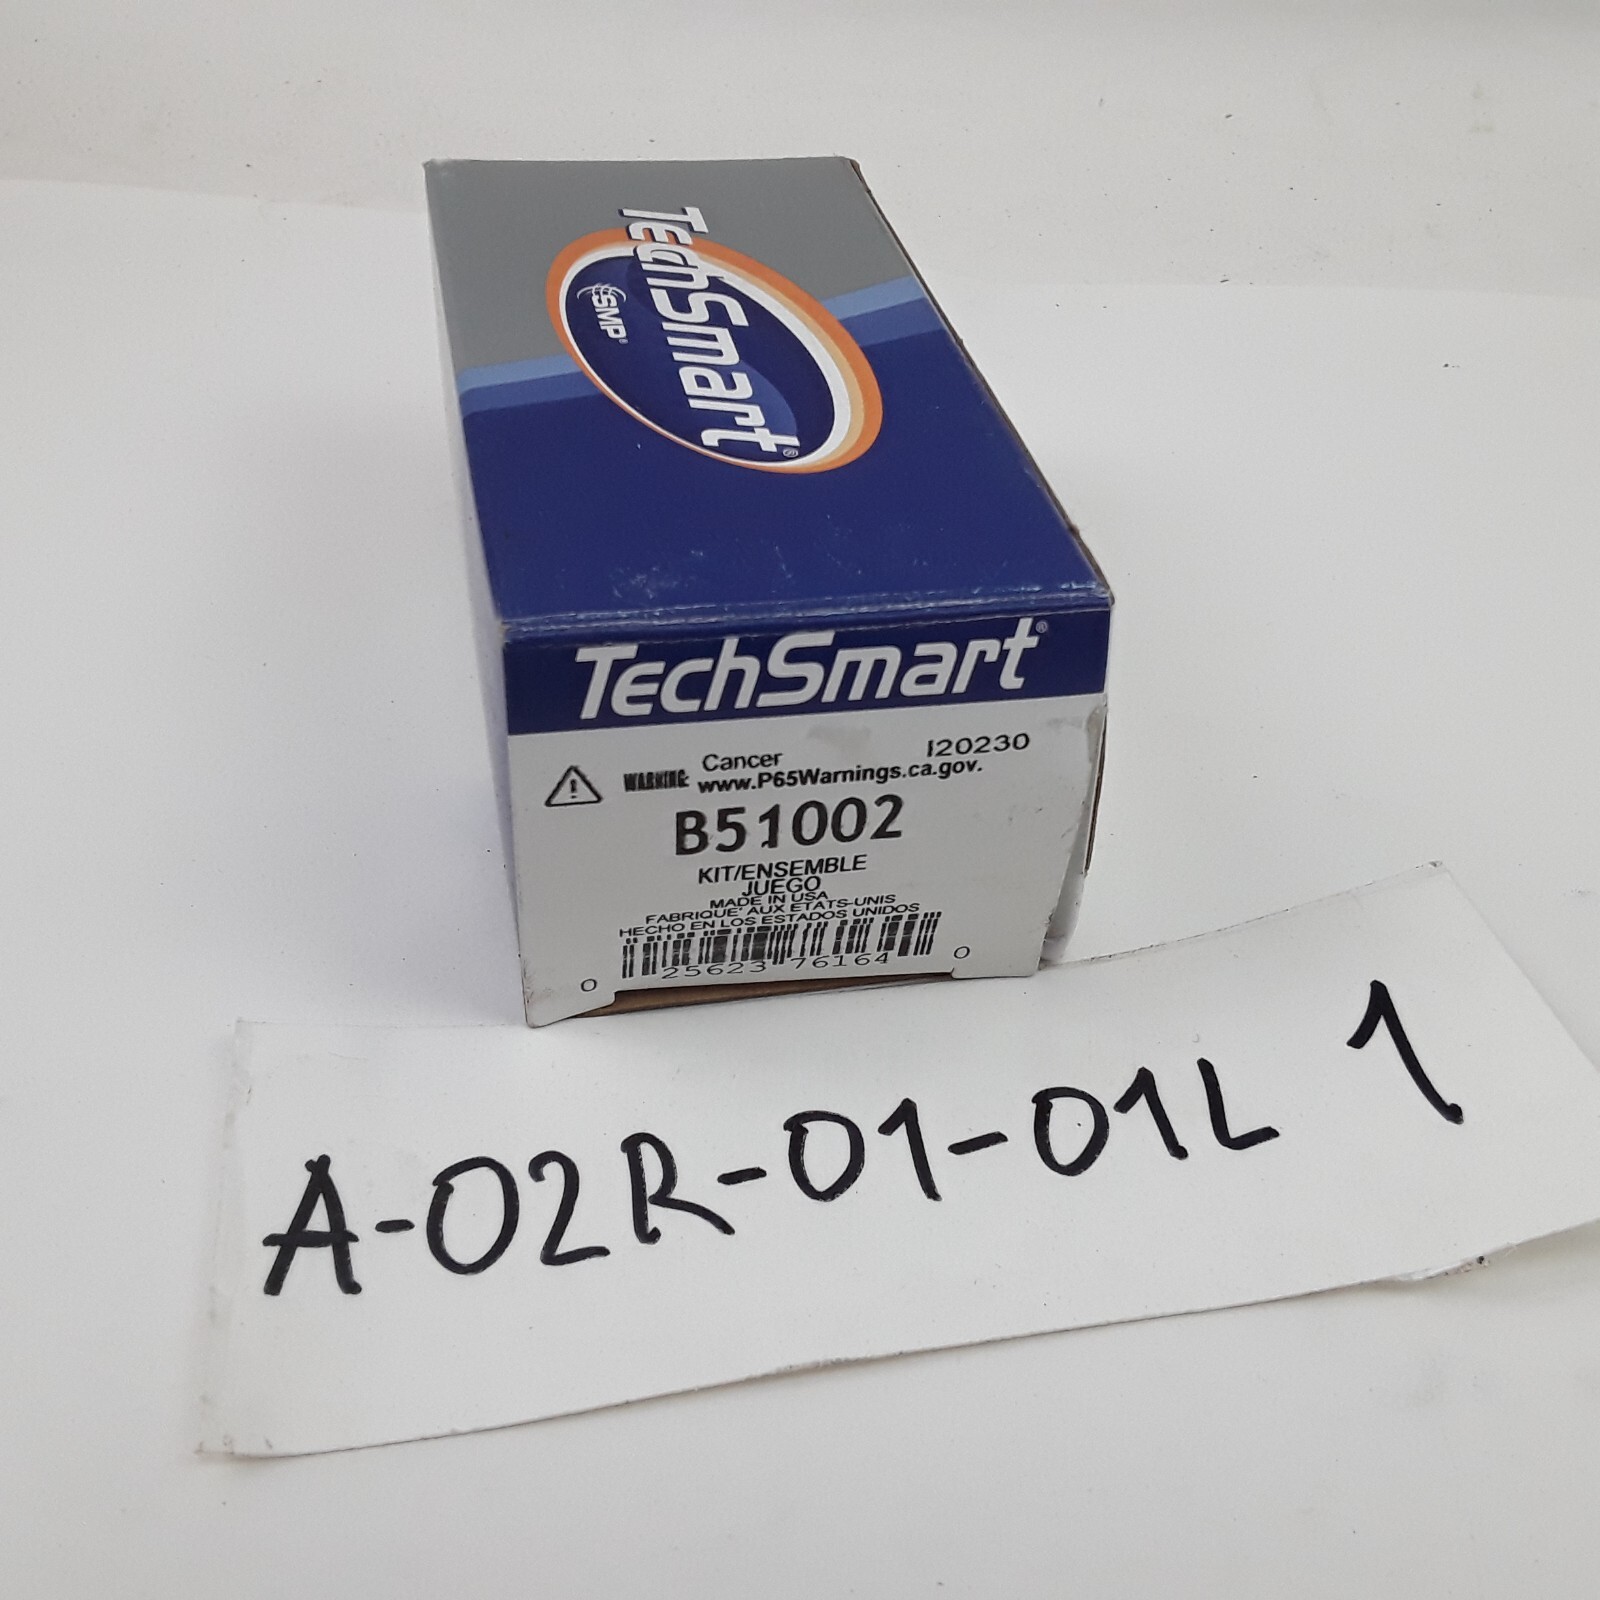 TechSmart®
SMP®
TechSmart®
WARNING: Cancer
www.P65Warnings.ca.gov.
I20230
B51002
KIT/ENSEMBLE
JUEGO
MADE IN USA
FABRIQUE' AUX ETATS-UNIS
HECHO EN LOS ESTADOS UNIDOS
0 25623 76164 0
A-02R-01-01L 1